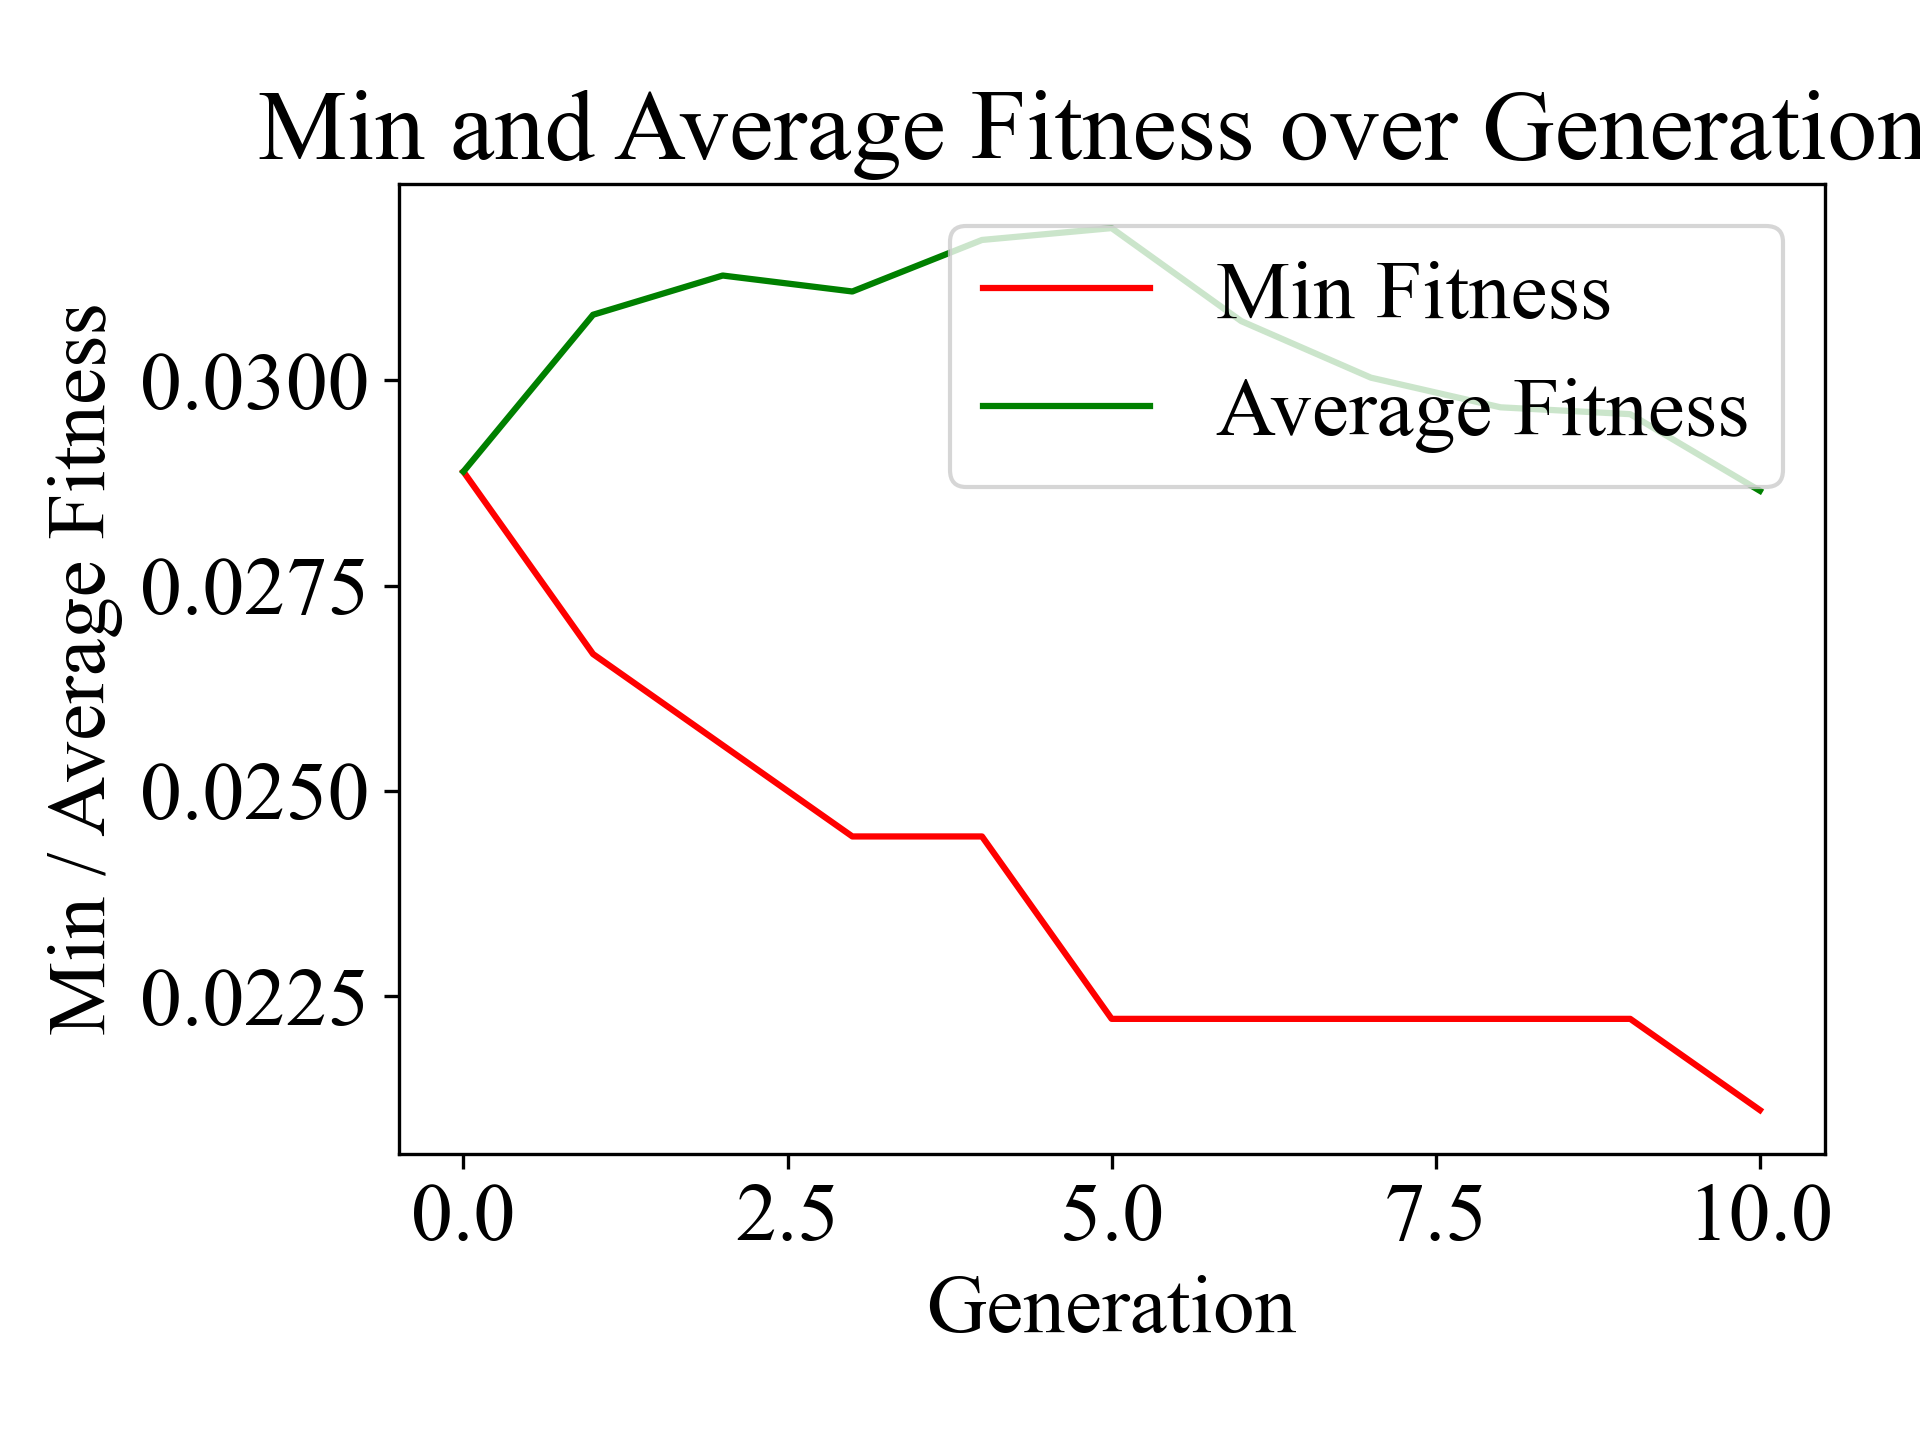 Min and Average Fitness over Generation
Min Fitness
Average Fitness
Min / Average Fitness
0.0300
0.0275
0.0250
0.0225
0.0 2.5 5.0 7.5 10.0
Generation